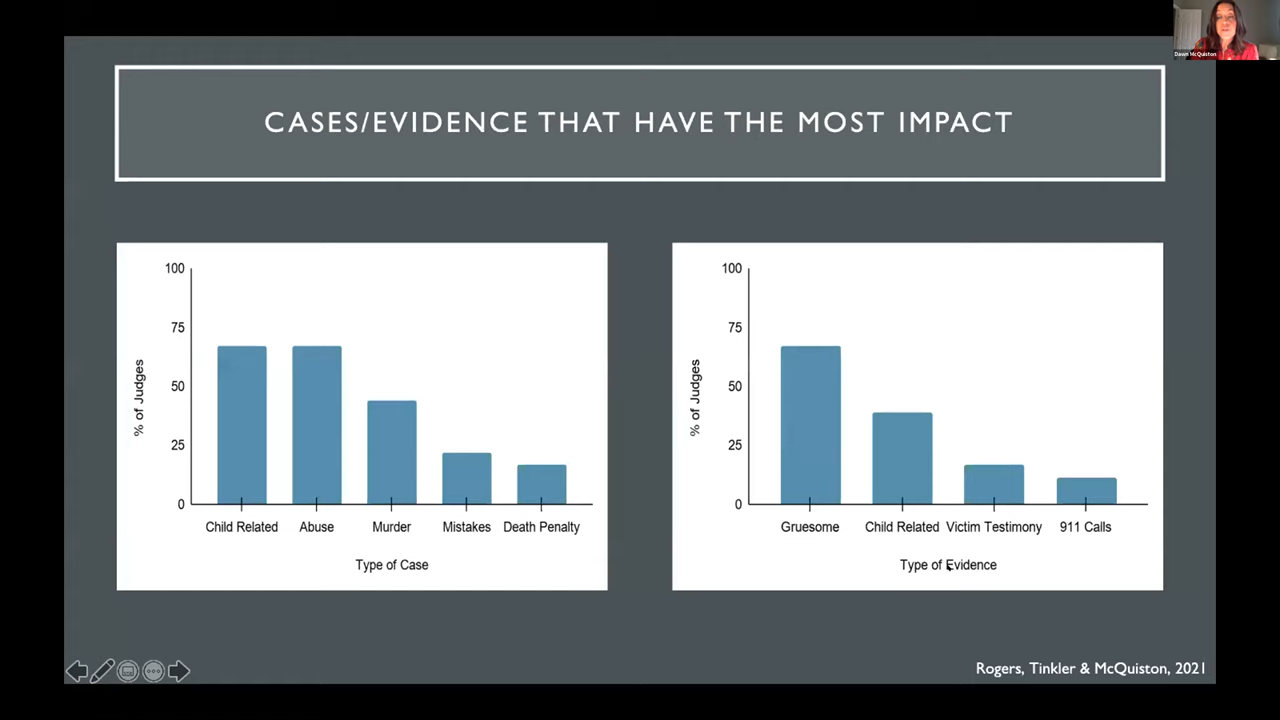 Dawn McQuiston
CASES/EVIDENCE THAT HAVE THE MOST IMPACT
100
75
50
25
0
% of Judges
Child Related Abuse Murder Mistakes Death Penalty
Type of Case
100
75
50
25
0
% of Judges
Gruesome Child Related Victim Testimony 911 Calls
Type of Evidence
Rogers, Tinkler & McQuiston, 2021